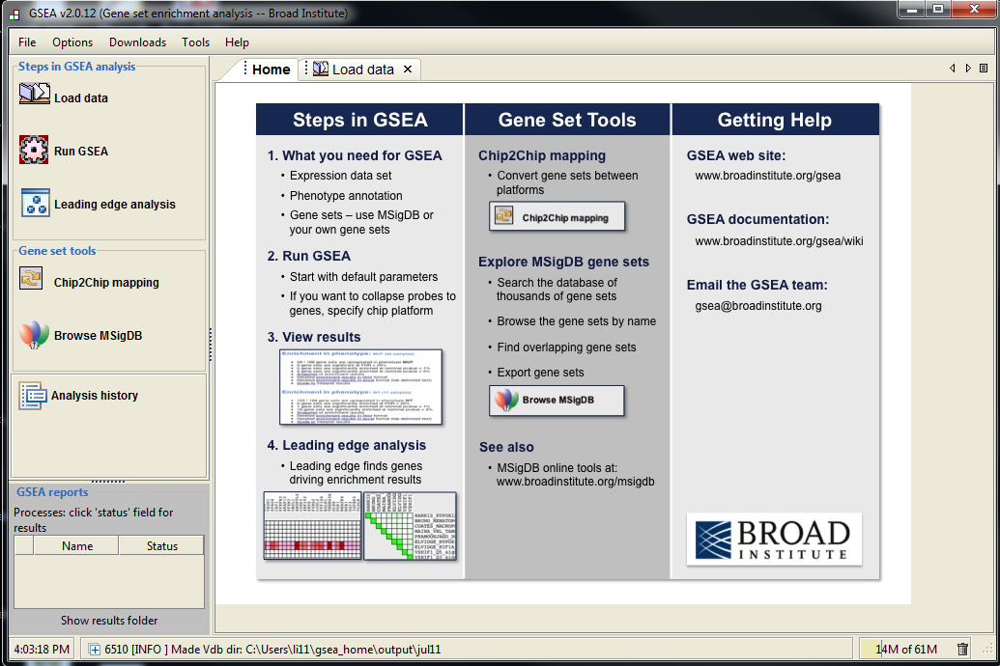 GSEA v2.0.12 (Gene set enrichment analysis -- Broad Institute)
File Options Downloads Tools Help
Steps in GSEA analysis
Load data
Run GSEA
Leading edge analysis
Gene set tools
Chip2Chip mapping
Browse MSigDB
Analysis history
GSEA reports
Processes: click 'status' field for
results
Name Status
Show results folder
Home Load data
Steps in GSEA
1. What you need for GSEA
• Expression data set
• Phenotype annotation
• Gene sets – use MSigDB or
your own gene sets
2. Run GSEA
• Start with default parameters
• If you want to collapse probes to
genes, specify chip platform
3. View results
Enrichment in phenotype:
Enrichment in phenotype:
4. Leading edge analysis
• Leading edge finds genes
driving enrichment results
Gene Set Tools
Chip2Chip mapping
• Convert gene sets between
platforms
Chip2Chip mapping
Explore MSigDB gene sets
• Search the database of
thousands of gene sets
• Browse the gene sets by name
• Find overlapping gene sets
• Export gene sets
Browse MSigDB
See also
• MSigDB online tools at:
www.broadinstitute.org/msigdb
Getting Help
GSEA web site:
www.broadinstitute.org/gsea
GSEA documentation:
www.broadinstitute.org/gsea/wiki
Email the GSEA team:
gsea@broadinstitute.org
BROAD
INSTITUTE
4:03:18 PM 6510 [INFO ] Made Vdb dir: C:\Users\li11\gsea_home\output\jul11 14M of 61M